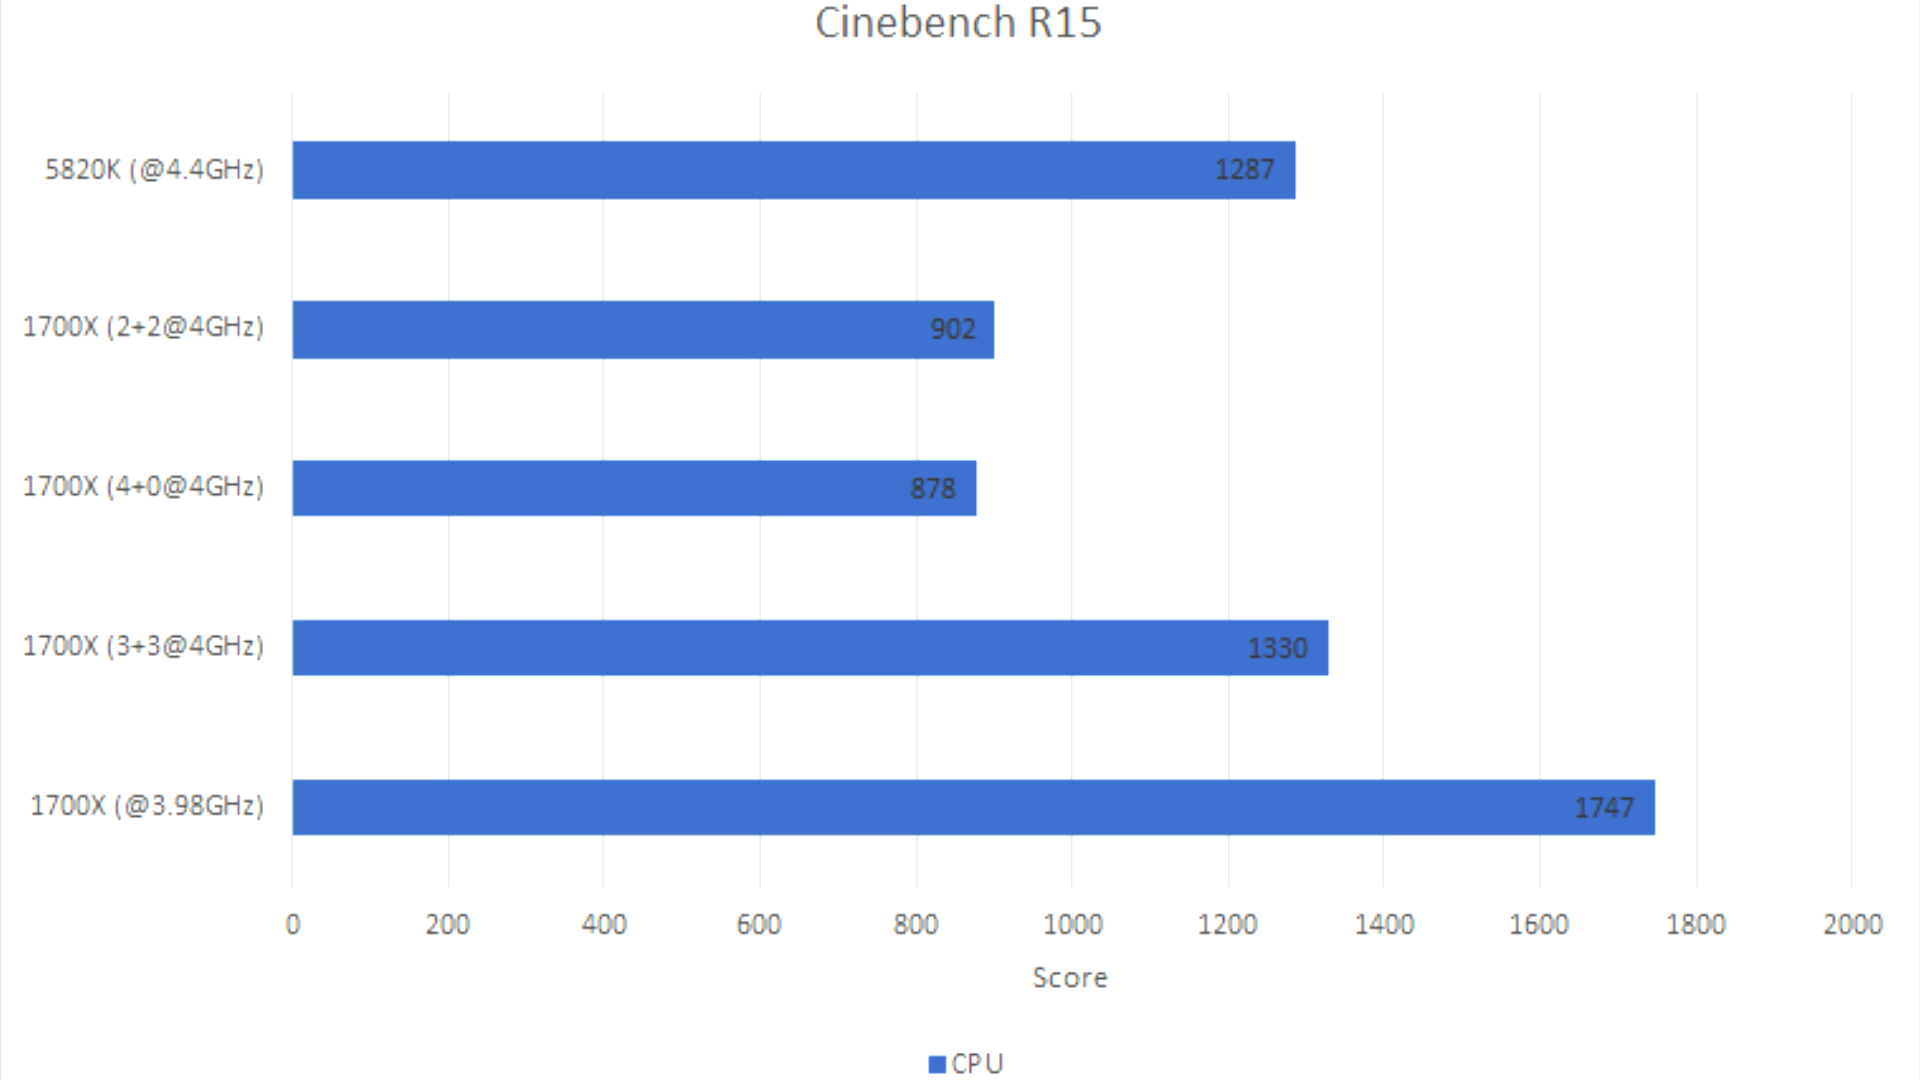 Cinebench R15
5820K (@4.4GHz)
1287
1700X (2+2@4GHz)
902
1700X (4+0@4GHz)
878
1700X (3+3@4GHz)
1330
1700X (@3.98GHz)
1747
0 200 400 600 800 1000 1200 1400 1600 1800 2000
Score
CPU